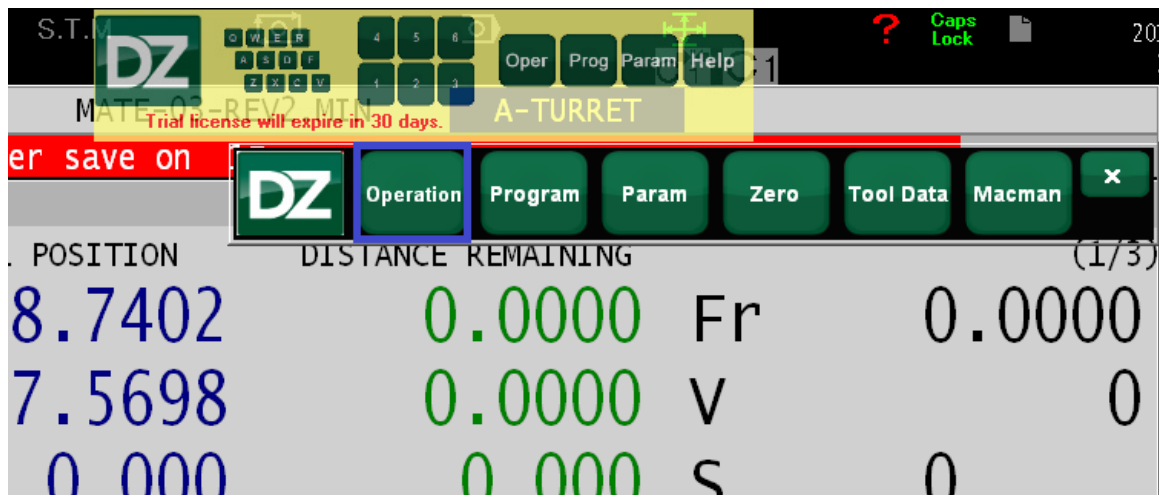 S.T.M
Caps
Lock
DZ
Q W E R
A S D F
Z X C V
4 5 6
1 2 3
Oper Prog Param Help
Trial license will expire in 30 days.
MATE-03-REV2.MIN
A-TURRET
er save on
DZ
Operation Program Param Zero Tool Data Macman x
POSITION DISTANCE REMAINING (1/3)
8.7402 0.0000 Fr 0.0000
7.5698 0.0000 V 0
0.000 0.000 S 0